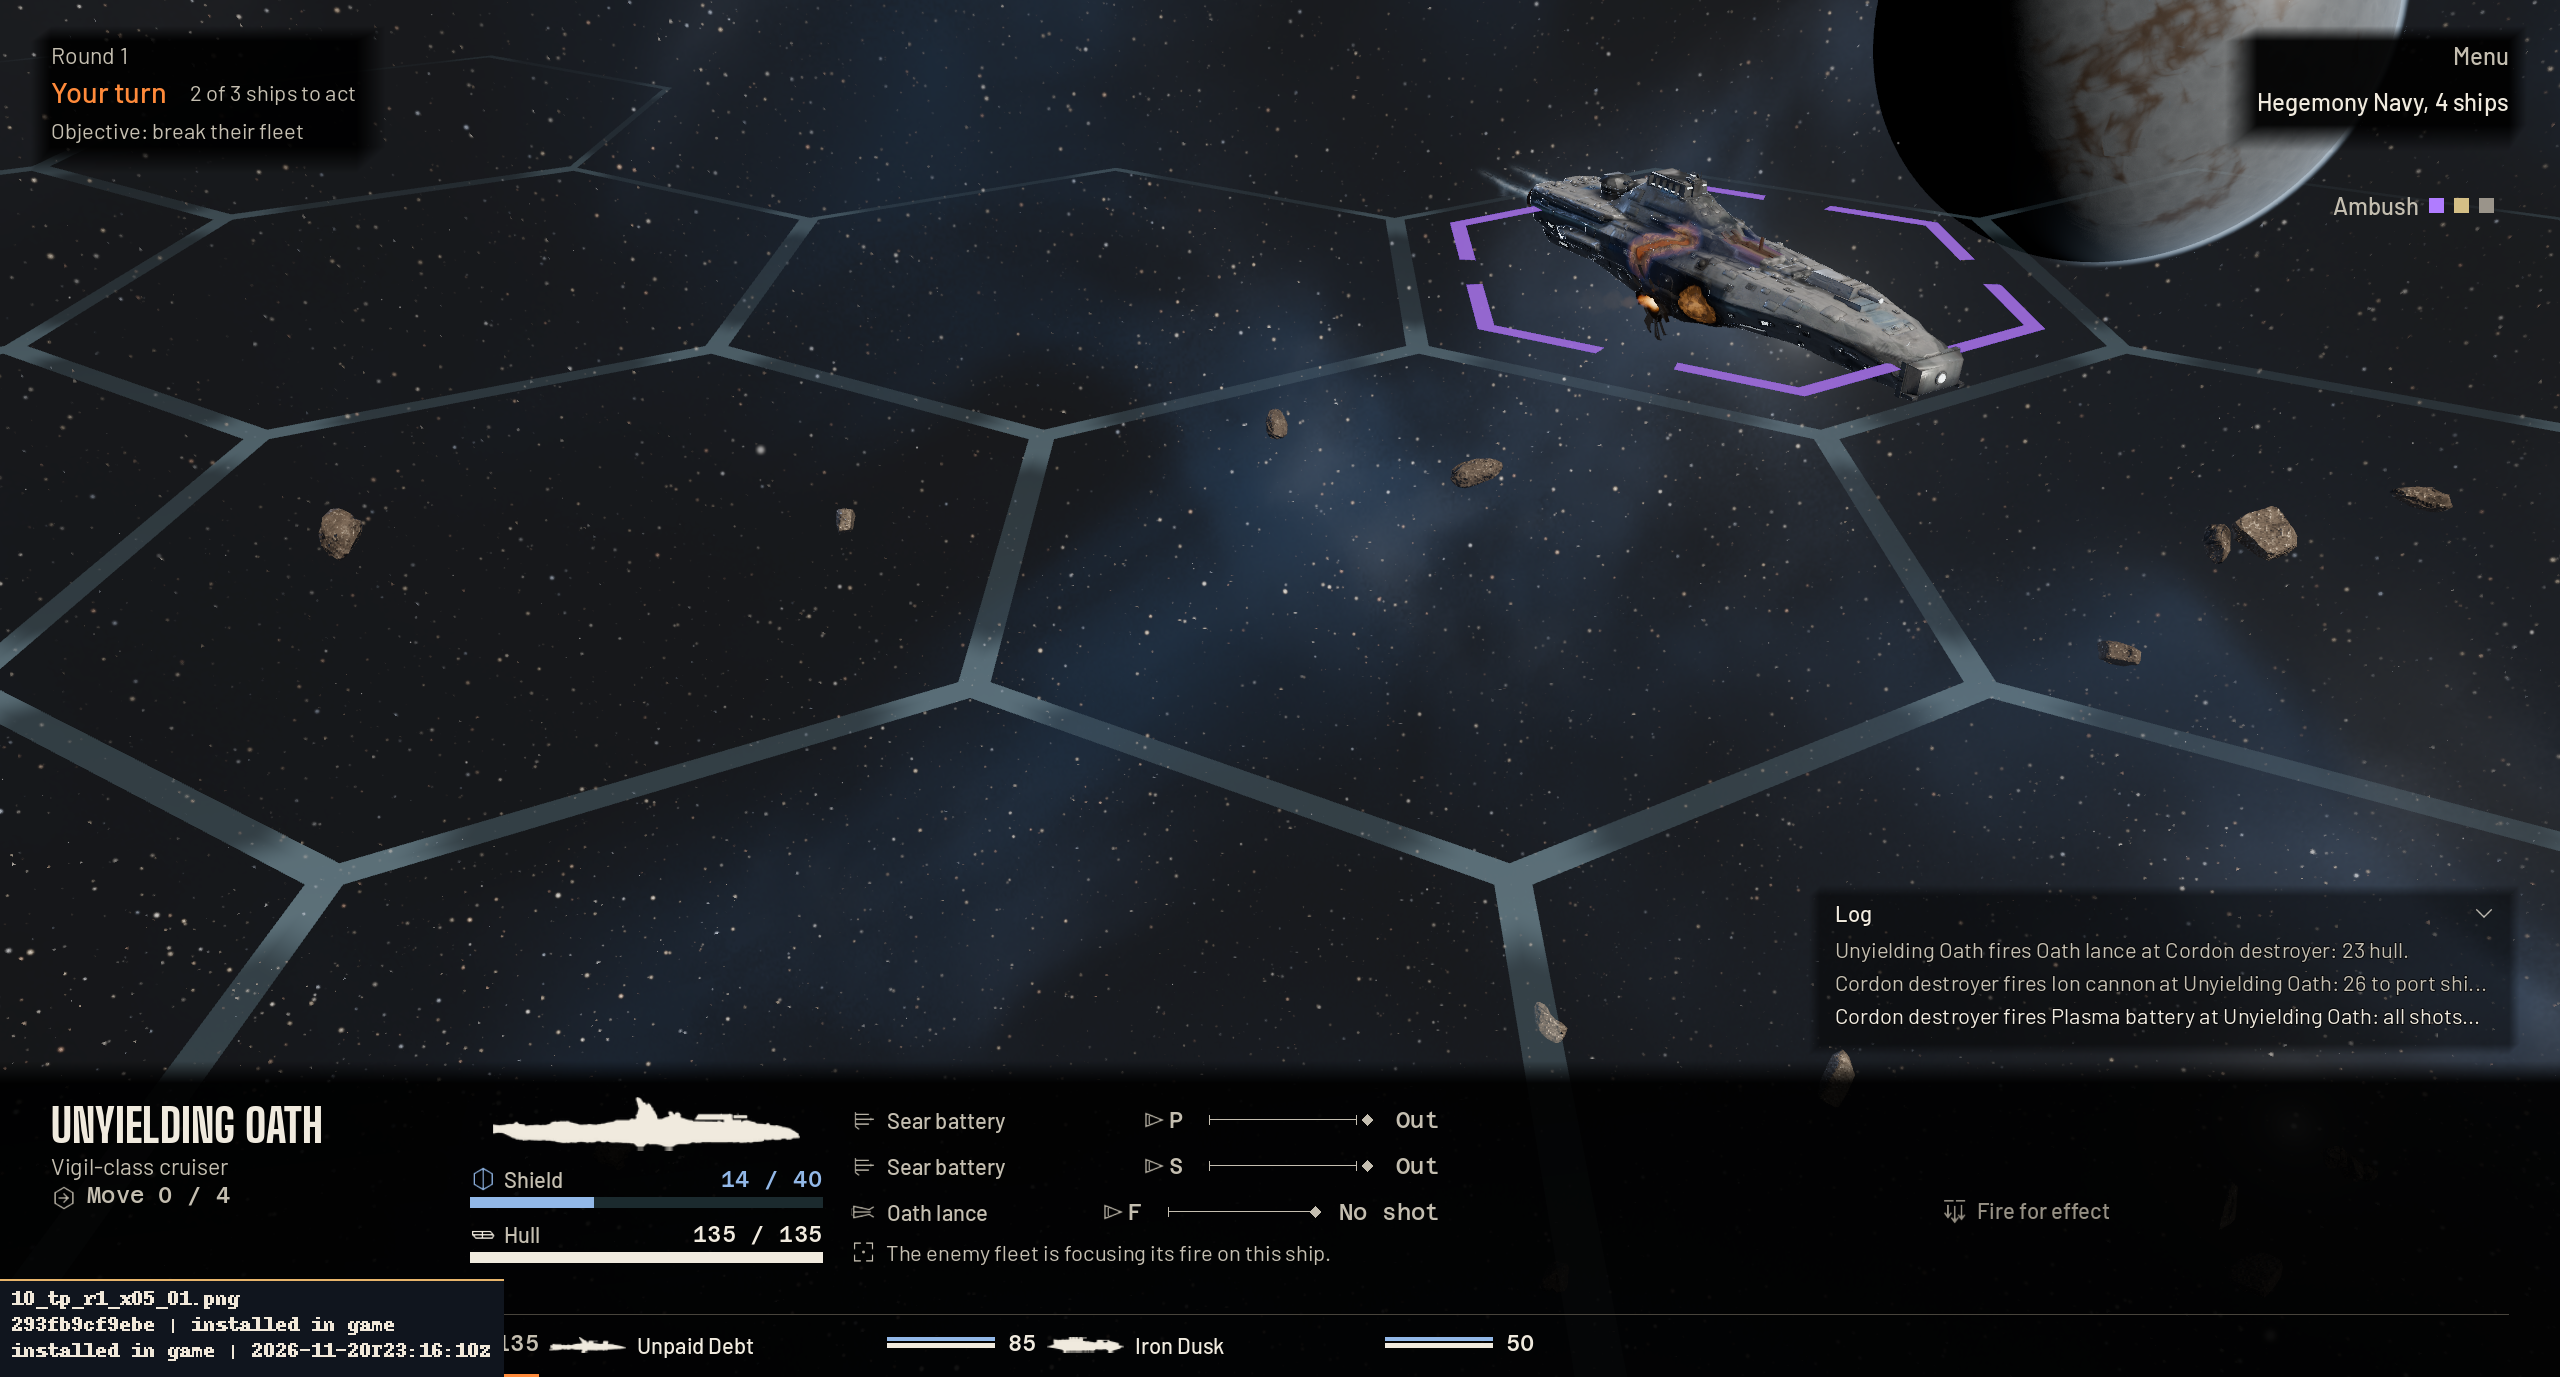 Round 1
Your turn 2 of 3 ships to act
Objective: break their fleet
Menu
Hegemony Navy, 4 ships
Ambush
Log
Unyielding Oath fires Oath lance at Cordon destroyer: 23 hull.
Cordon destroyer fires Ion cannon at Unyielding Oath: 26 to port shi...
Cordon destroyer fires Plasma battery at Unyielding Oath: all shots...
UNYIELDING OATH
Vigil-class cruiser
Move 0 / 4
Shield 14 / 40
Hull 135 / 135
Sear battery P Out
Sear battery S Out
Oath lance F No shot
The enemy fleet is focusing its fire on this ship.
Fire for effect
10_tp_r1_x05_01.png
293fb9cf9ebe | installed in game
installed in game | 2026-11-20T23:16:10Z
135 Unpaid Debt 85 Iron Dusk 50